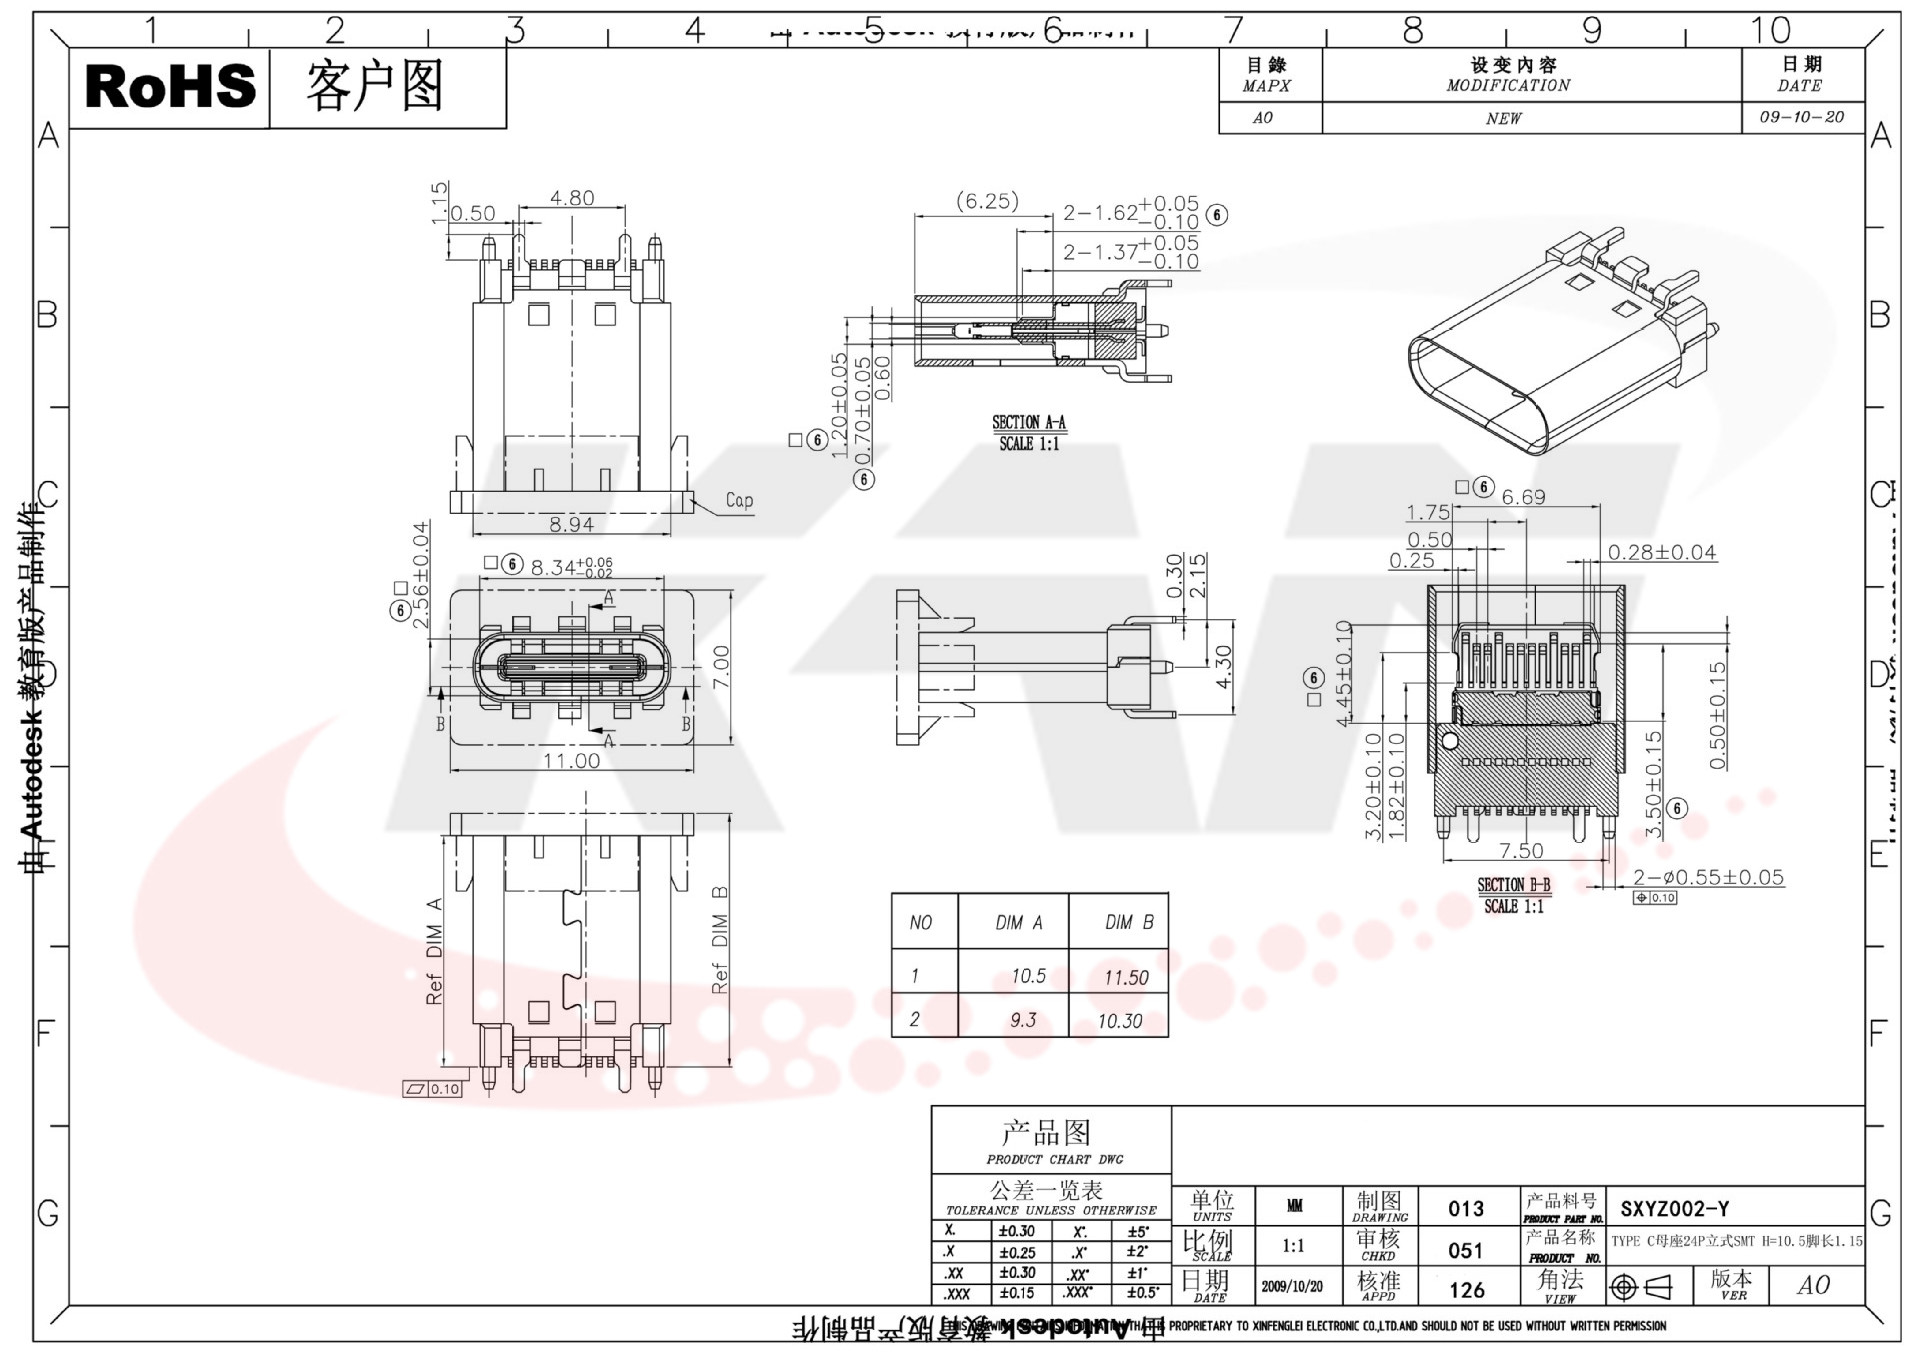 1 2 3 4 5 6 7 8 9 10
RoHS
客户图
目錄
MAPX
设变内容
MODIFICATION
日期
DATE
A0
NEW
09-10-20
A
A
B
B
C
C
D
D
E
E
F
F
G
G
由 Autodesk 教育版产品制作
1.15
0.50
4.80
Cap
8.94
(6.25)
2-1.62+0.05 -0.10 6
2-1.37+0.05 -0.10
1.20±0.05
0.70±0.05
0.60
6
6
SECTION A-A
SCALE 1:1
6
8.34+0.06 -0.02
2.56±0.04
6
A
A
B
B
7.00
11.00
0.30
2.15
4.30
6
6.69
1.75
0.50
0.25
0.28±0.04
4.45±0.10
6
3.20±0.10
1.82±0.10
0.50±0.15
3.50±0.15
6
7.50
2-ø0.55±0.05
0.10
SECTION B-B
SCALE 1:1
Ref DIM A
Ref DIM B
0.10
NO DIM A DIM B
1 10.5 11.50
2 9.3 10.30
KAN
产品图
PRODUCT CHART DWG
公差一览表
TOLERANCE UNLESS OTHERWISE
X. ±0.30 X° ±5°
.X ±0.25 .X° ±2°
.XX ±0.30 .XX° ±1°
.XXX ±0.15 .XXX° ±0.5°
单位
UNITS
MM
制图
DRAWING
013
产品料号
PRODUCT PART NO.
SXYZ002-Y
比例
SCALE
1:1
审核
CHKD
051
产品名称
PRODUCT NO.
TYPE C母座24P立式SMT H=10.5脚长1.15
日期
DATE
2009/10/20
核准
APPD
126
角法
VIEW
版本
VER
A0
由 Autodesk 教育版产品制作
PROPRIETARY TO XINFENGLEI ELECTRONIC CO.,LTD.AND SHOULD NOT BE USED WITHOUT WRITTEN PERMISSION